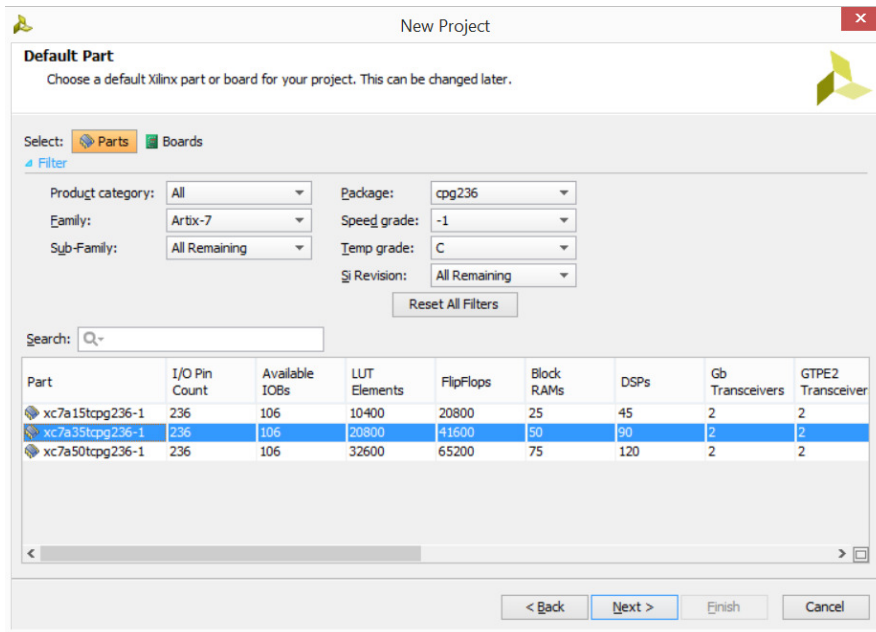 New Project
Default Part
Choose a default Xilinx part or board for your project. This can be changed later.
Select: Parts Boards
Filter
Product category: All Package: cpg236
Family: Artix-7 Speed grade: -1
Sub-Family: All Remaining Temp grade: C
Si Revision: All Remaining
Reset All Filters
Search:
Part I/O Pin Count Available IOBs LUT Elements FlipFlops Block RAMs DSPs Gb Transceivers GTPE2 Transceiver
xc7a15tcpg236-1 236 106 10400 20800 25 45 2 2
xc7a35tcpg236-1 236 106 20800 41600 50 90 2 2
xc7a50tcpg236-1 236 106 32600 65200 75 120 2 2
< Back Next > Finish Cancel